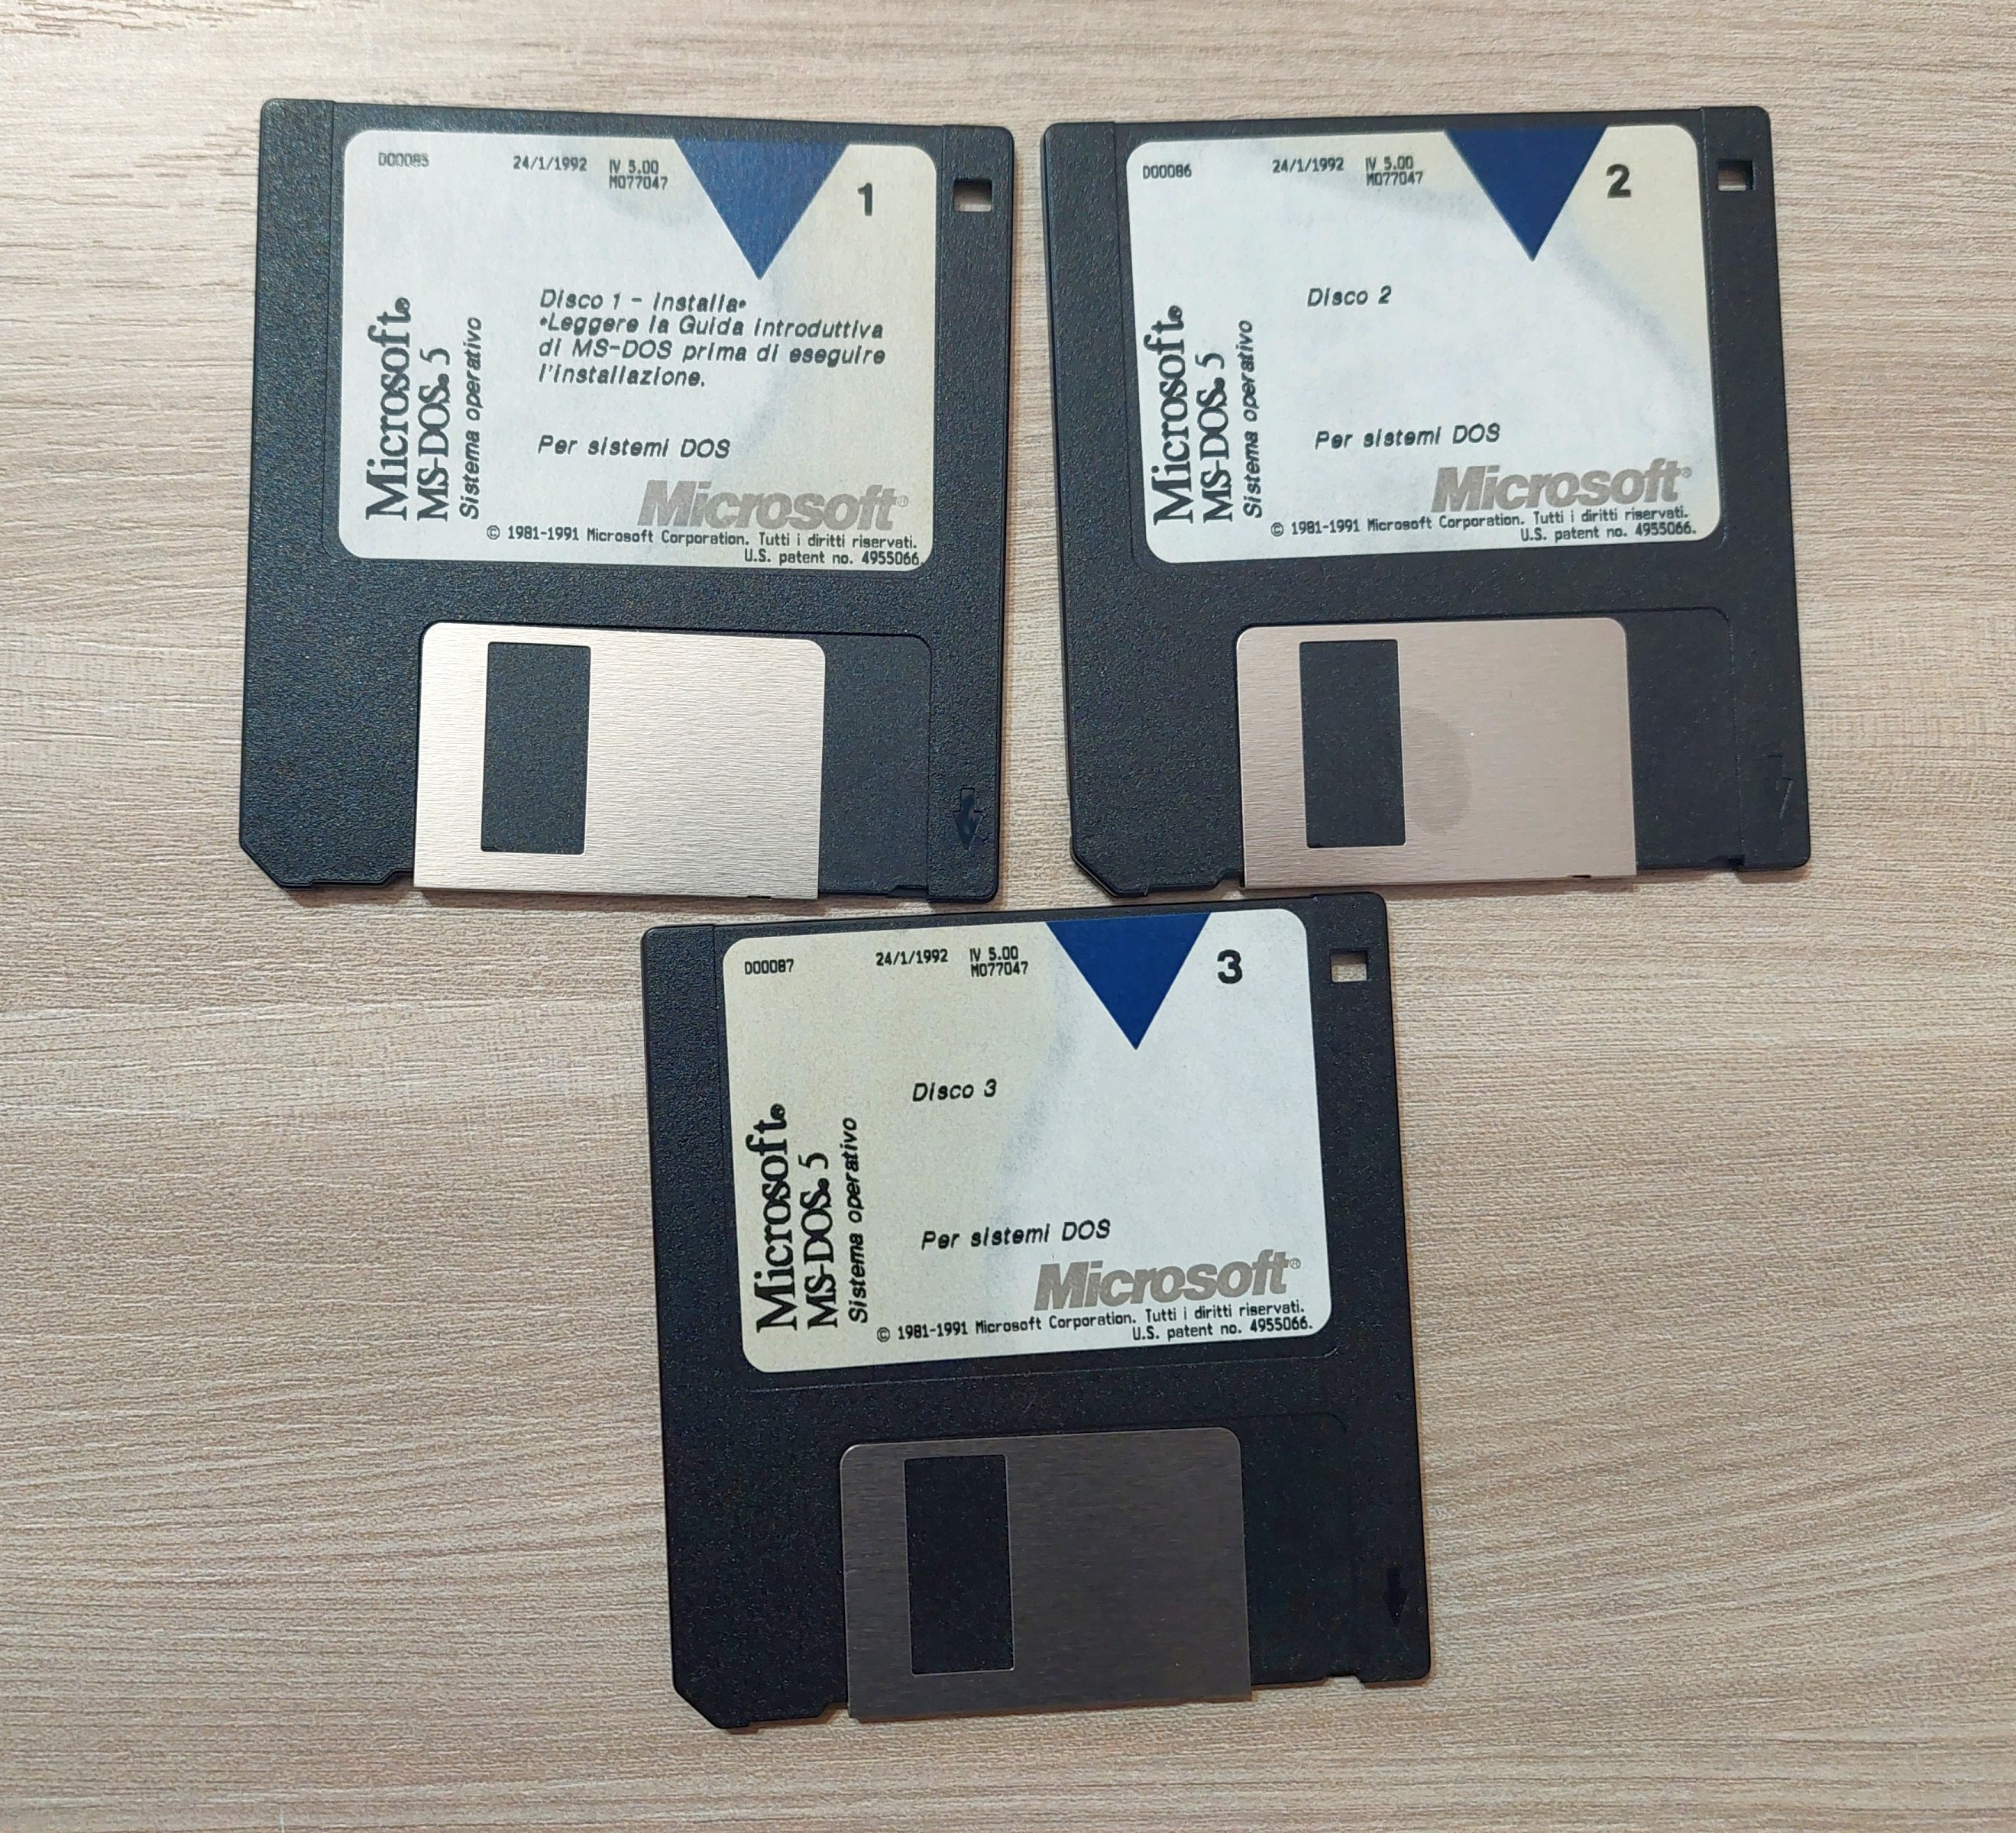 D00085
24/1/1992
IV 5.00
M077047
1
Disco 1 - Installa•
•Leggere la Guida introduttiva
di MS-DOS prima di eseguire
l'installazione.
Per sistemi DOS
Microsoft®
MS-DOS® 5
Sistema operativo
Microsoft®
© 1981-1991 Microsoft Corporation. Tutti i diritti riservati.
U.S. patent no. 4955066.
D00086
24/1/1992
IV 5.00
M077047
2
Disco 2
Per sistemi DOS
Microsoft®
MS-DOS® 5
Sistema operativo
Microsoft®
© 1981-1991 Microsoft Corporation. Tutti i diritti riservati.
U.S. patent no. 4955066.
D00087
24/1/1992
IV 5.00
M077047
3
Disco 3
Per sistemi DOS
Microsoft®
MS-DOS® 5
Sistema operativo
Microsoft®
© 1981-1991 Microsoft Corporation. Tutti i diritti riservati.
U.S. patent no. 4955066.